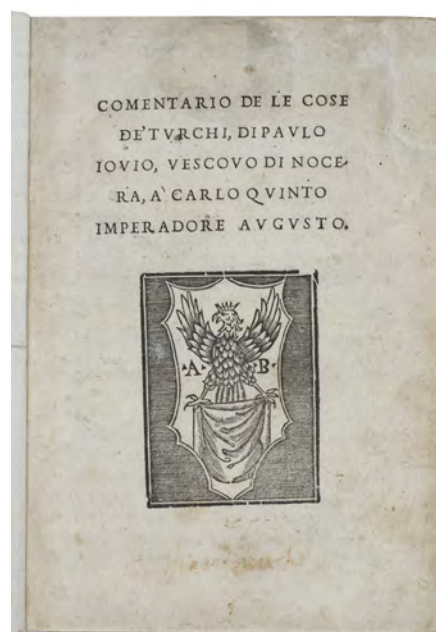 COMENTARIO DE LE COSE
DE'TVRCHI, DI PAVLO
IOVIO, VESCOVO DI NOCE-
RA, A' CARLO QVINTO
IMPERADORE AVGVSTO.
·A· B·